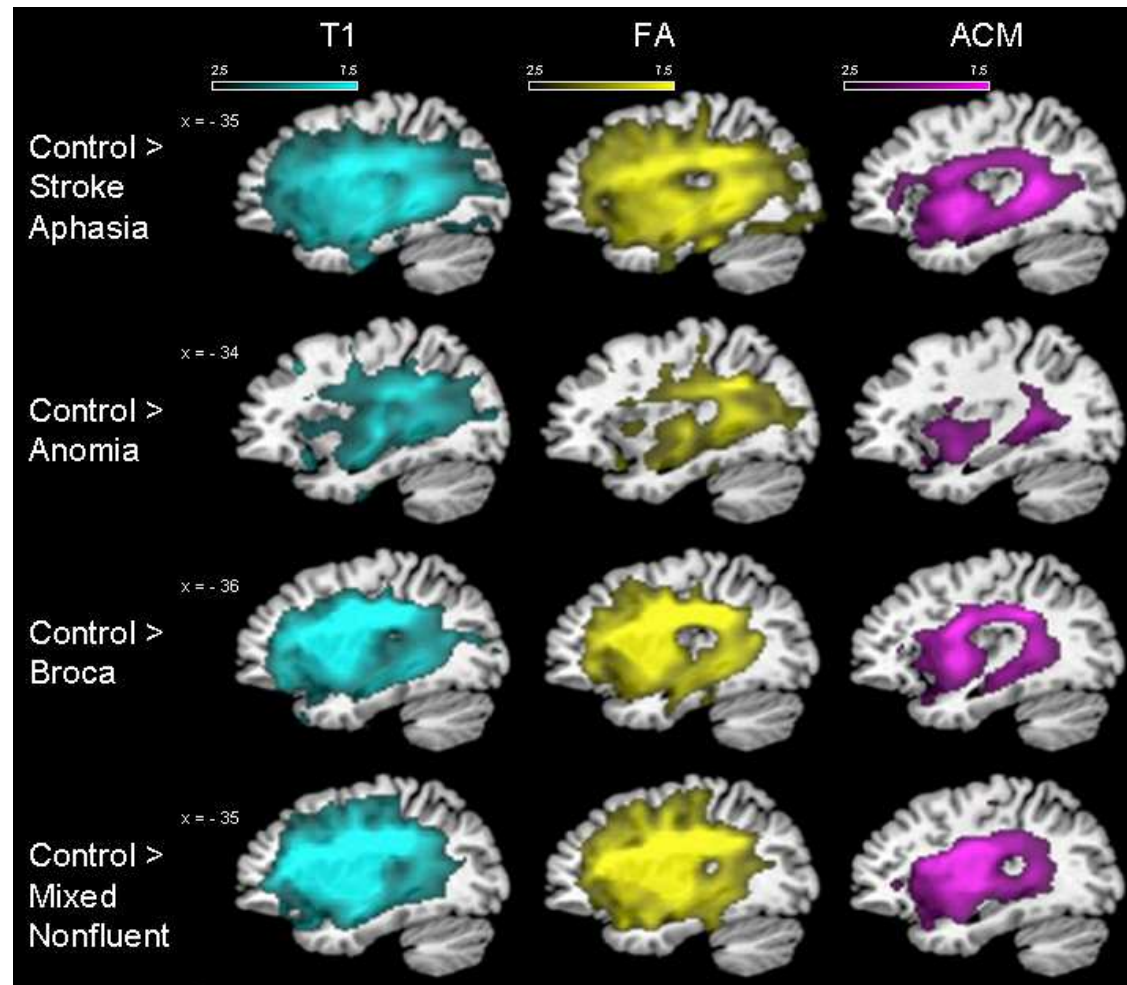 T1 FA ACM
2.5 7.5 2.5 7.5 2.5 7.5
x = - 35
Control >
Stroke
Aphasia
x = - 34
Control >
Anomia
x = - 36
Control >
Broca
x = - 35
Control >
Mixed
Nonfluent